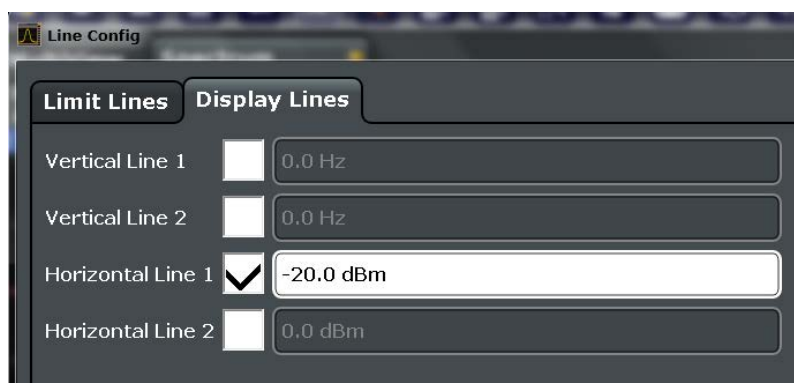 Line Config
Spectrum
Limit Lines Display Lines
Vertical Line 1 0.0 Hz
Vertical Line 2 0.0 Hz
Horizontal Line 1 -20.0 dBm
Horizontal Line 2 0.0 dBm